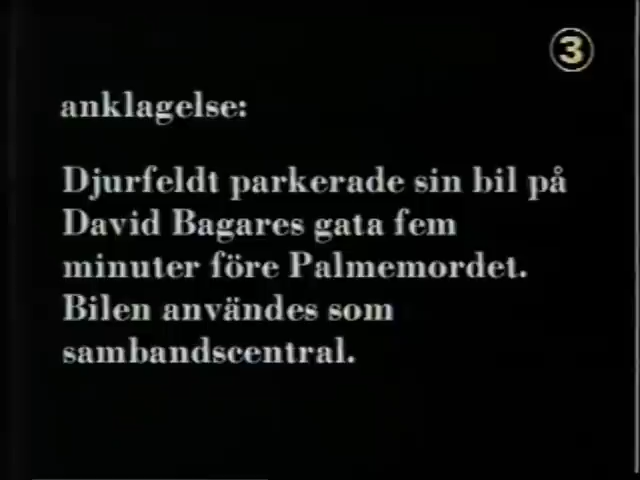 3
anklagelse:
Djurfeldt parkerade sin bil på
David Bagares gata fem
minuter före Palmemordet.
Bilen användes som
sambandscentral.